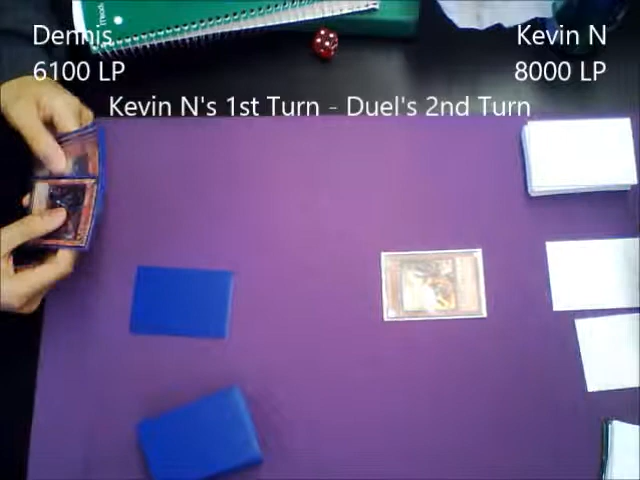 Dennis
Kevin N
6100 LP
8000 LP
Kevin N's 1st Turn - Duel's 2nd Turn